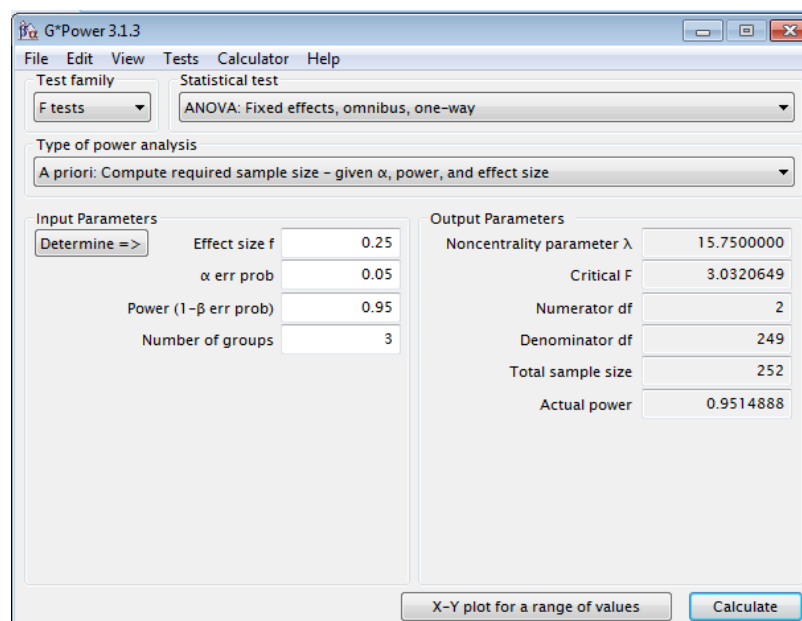 G*Power 3.1.3
File Edit View Tests Calculator Help
Test family
F tests
Statistical test
ANOVA: Fixed effects, omnibus, one-way
Type of power analysis
A priori: Compute required sample size - given α, power, and effect size
Input Parameters
Determine =>
Effect size f 0.25
α err prob 0.05
Power (1-β err prob) 0.95
Number of groups 3
Output Parameters
Noncentrality parameter λ 15.7500000
Critical F 3.0320649
Numerator df 2
Denominator df 249
Total sample size 252
Actual power 0.9514888
X-Y plot for a range of values
Calculate